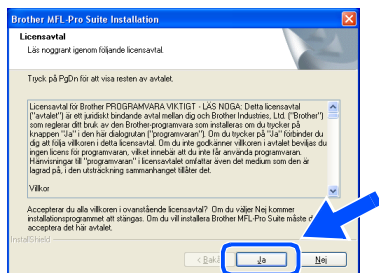 Brother MFL-Pro Suite Installation
Licensavtal
Läs noggrant igenom följande licensavtal.
Tryck på PgDn för att visa resten av avtalet.
Licensavtal för Brother PROGRAMVARA VIKTIGT - LÄS NOGA: Detta licensavtal
("avtalet") är ett juridiskt bindande avtal mellan dig och Brother Industries, Ltd. ("Brother")
som reglerar ditt bruk av den Brother-programvara som installeras om du trycker på
knappen "Ja" i den här dialogrutan ("programvaran"). Om du trycker på "Ja" förbinder du
dig att följa villkoren i detta licensavtal. Om du inte godkänner villkoren i avtalet beviljas du
ingen licens för programvaran, vilket innebär att du inte får använda programvaran.
Hänvisningar till "programvaran" i licensavtalet omfattar även det medium som den är
lagrad på, i den utsträckning sammanhanget tillåter det.
Villkor
Accepterar du alla villkoren i ovanstående licensavtal? Om du väljer Nej kommer
installationsprogrammet att stängas. Om du vill installera Brother MFL-Pro Suite måste d
acceptera det här avtalet.
InstallShield
< Bakå Ja Nej